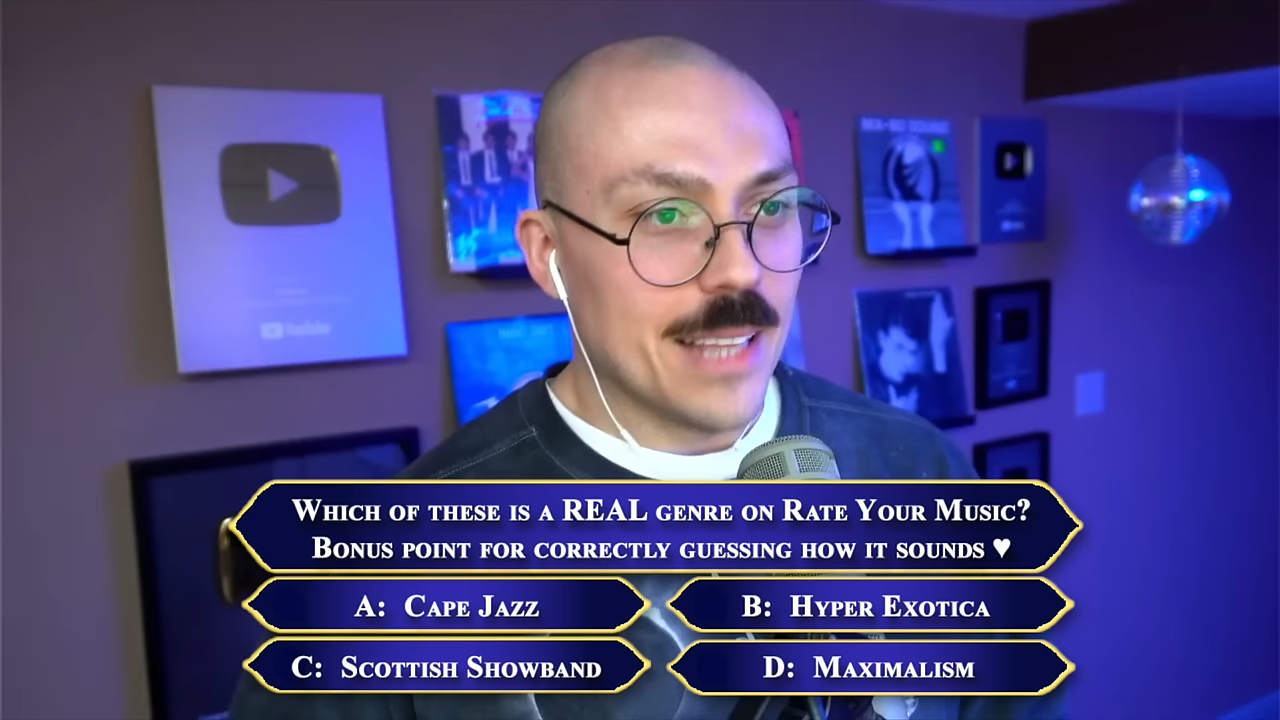 Which of these is a REAL genre on Rate Your Music?
Bonus point for correctly guessing how it sounds ♥
A: Cape Jazz
B: Hyper Exotica
C: Scottish Showband
D: Maximalism
YouTube